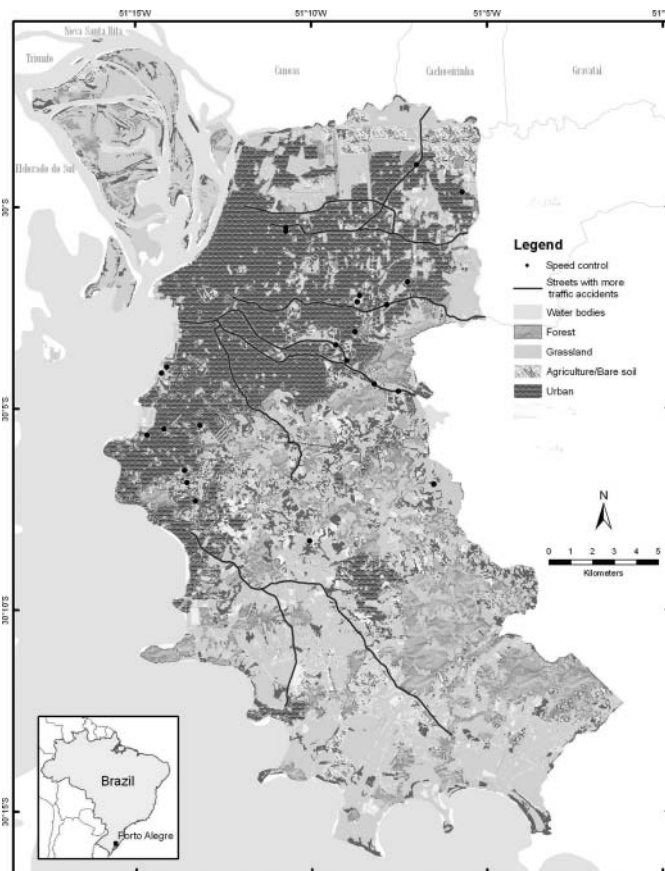 51°15'W 51°10'W 51°5'W
Nova Santa Rita
Triunfo
Canoas
Cachoeirinha
Gravataí
Eldorado do Sul
30°S
30°5'S
30°10'S
30°15'S
Legend
Speed control
Streets with more
traffic accidents
Water bodies
Forest
Grassland
Agriculture/Bare soil
Urban
N
0 1 2 3 4 5
Kilometers
Brazil
Porto Alegre